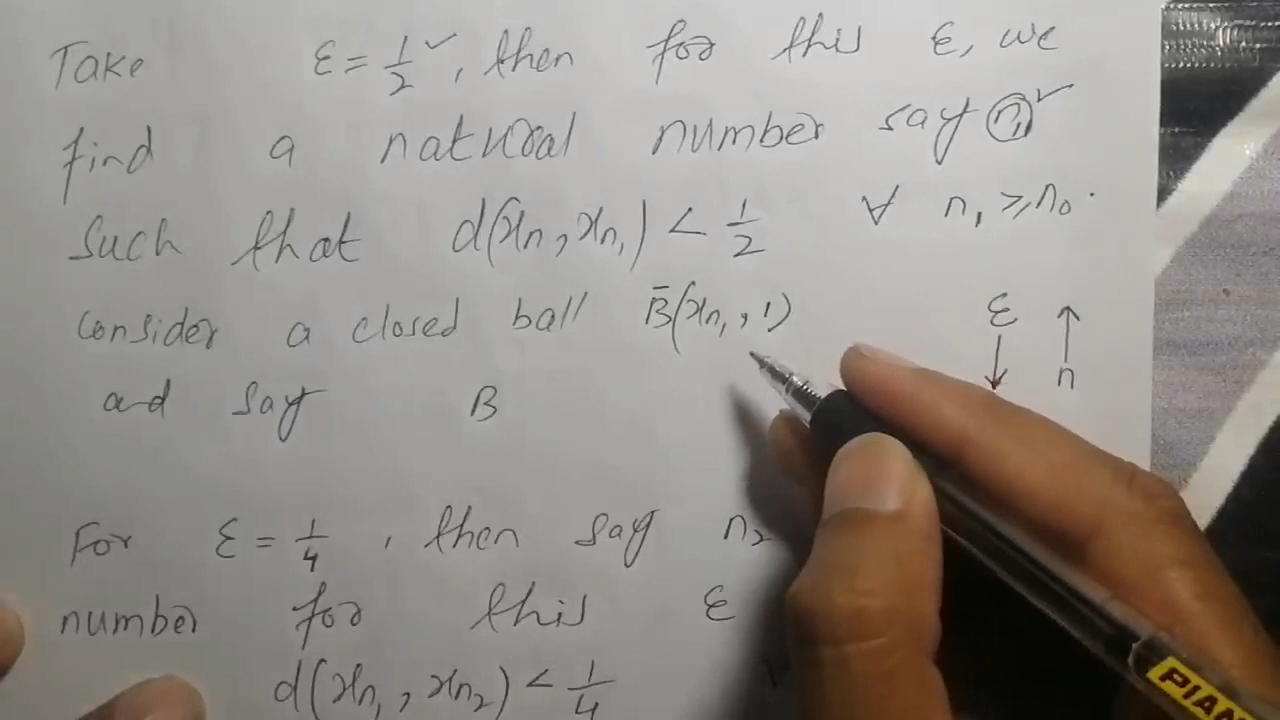 Take ε = 1/2 ✓, then for this ε, we
find a natural number say n₁ ✓
Such that d(xn, xn₁) < 1/2 ∀ n₁ ≥ n₀.
Consider a closed ball B̄(xn₁, 1)
ε ↓ n ↑
and say B
For ε = 1/4, then say n₂
number for this ε
d(xn₁, xn₂) < 1/4
PIAN